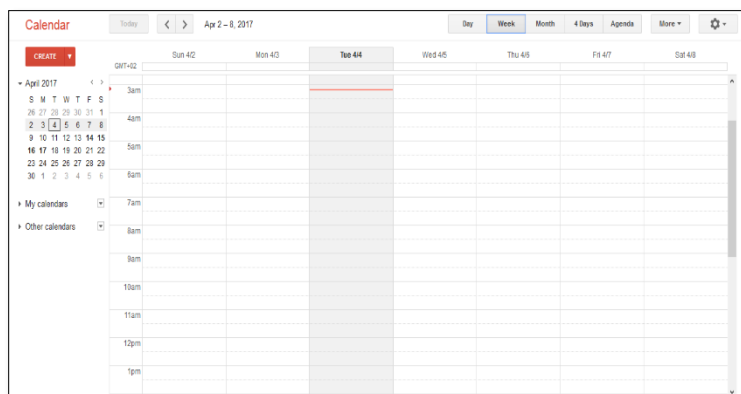 Calendar Today < > Apr 2 – 8, 2017 Day Week Month 4 Days Agenda More
CREATE
Sun 4/2 Mon 4/3 Tue 4/4 Wed 4/5 Thu 4/6 Fri 4/7 Sat 4/8
GMT+02
April 2017 < >
S M T W T F S
26 27 28 29 30 31 1
2 3 4 5 6 7 8
9 10 11 12 13 14 15
16 17 18 19 20 21 22
23 24 25 26 27 28 29
30 1 2 3 4 5 6
My calendars
Other calendars
3am
4am
5am
6am
7am
8am
9am
10am
11am
12pm
1pm